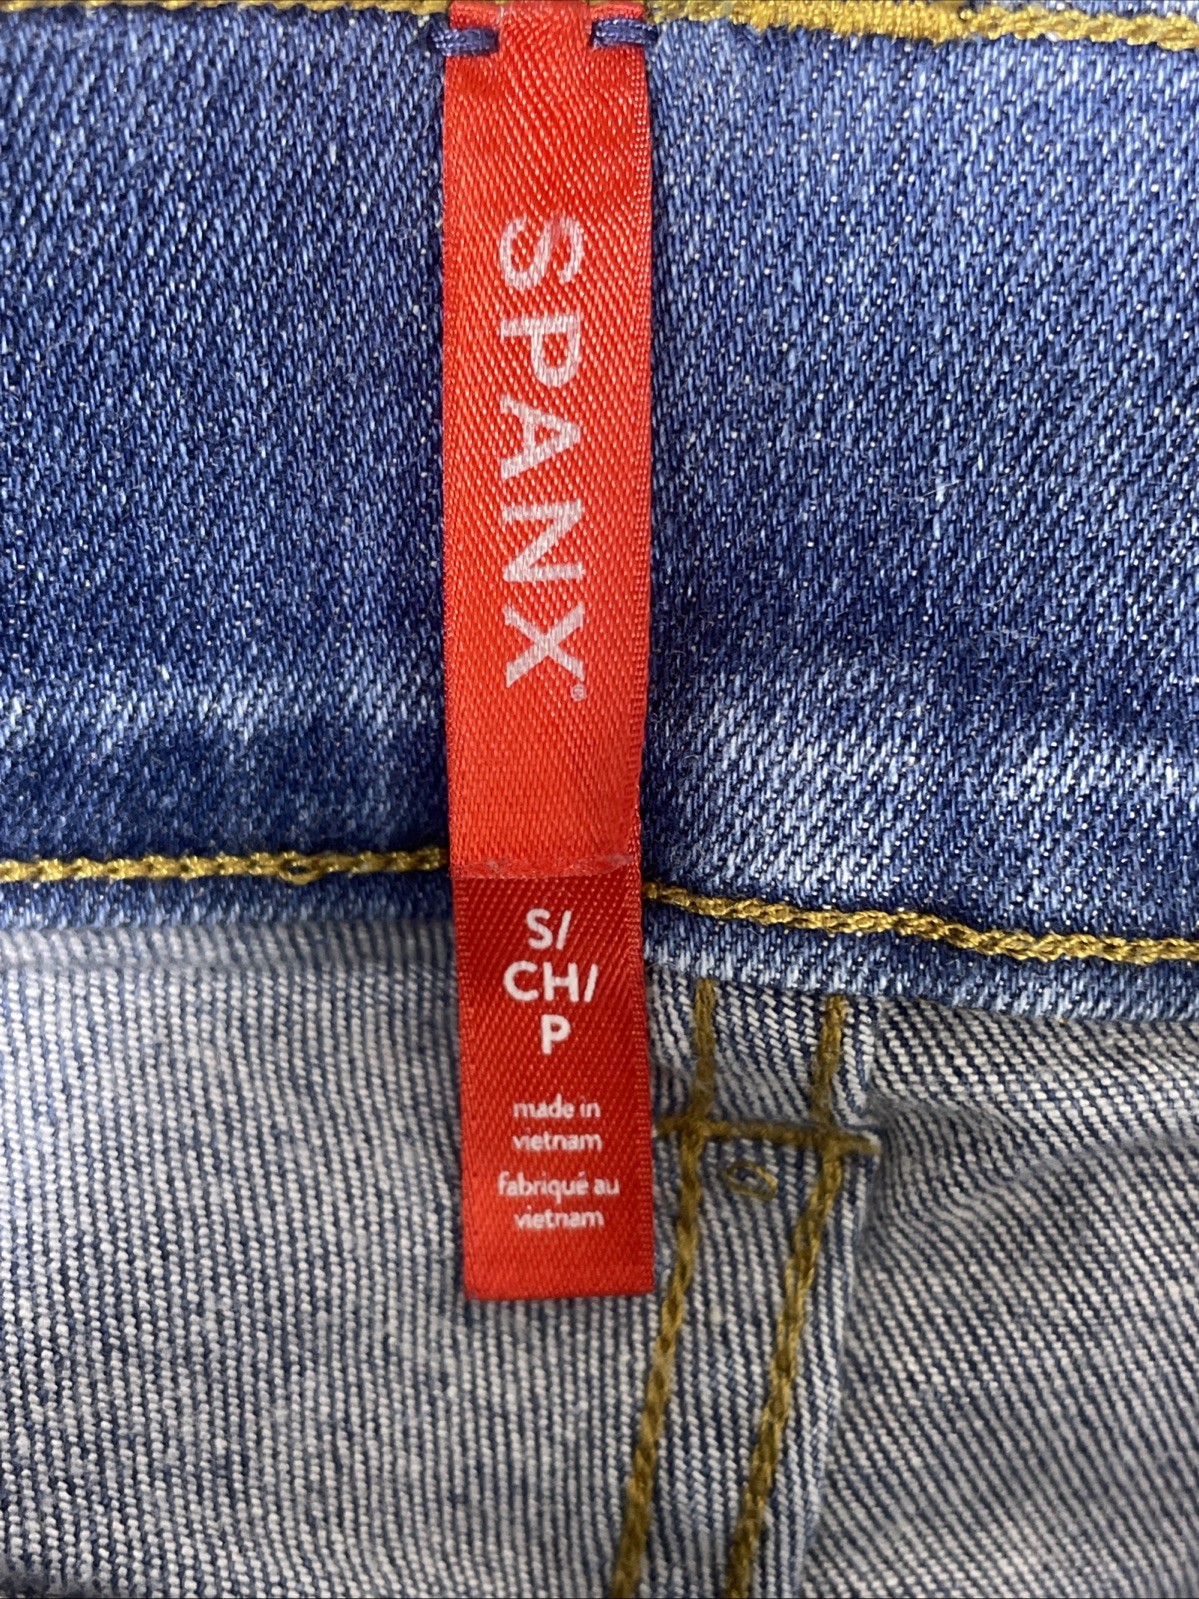 SPANX®
S/
CH/
P
made in
vietnam
fabriqué au
vietnam